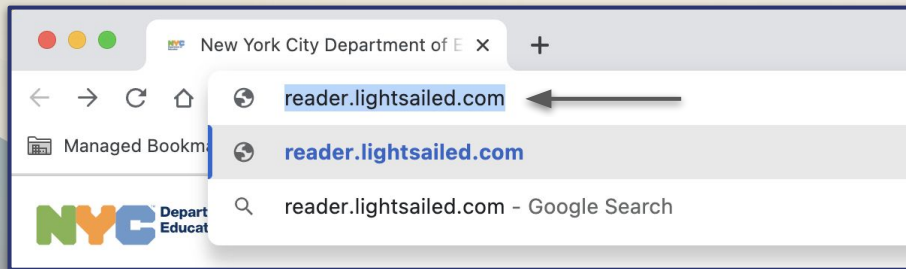 NYC New York City Department of E
reader.lightsailed.com
Managed Bookma
reader.lightsailed.com
reader.lightsailed.com - Google Search
NYC Depart
Educat